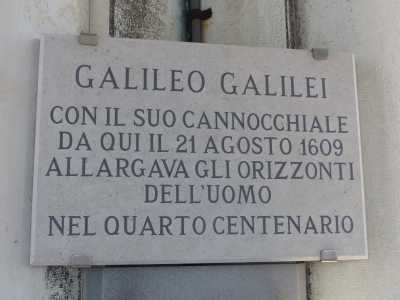 GALILEO GALILEI
CON IL SUO CANNOCCHIALE
DA QUI IL 21 AGOSTO 1609
ALLARGAVA GLI ORIZZONTI
DELL'UOMO
NEL QUARTO CENTENARIO